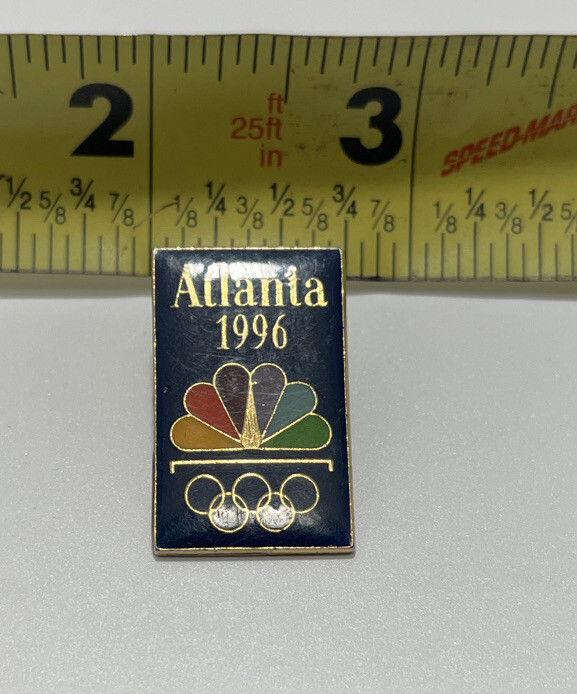 2 ft 3
25ft SPEED-MAR
in
1/2 5/8 3/4 7/8 1/8 1/4 3/8 1/2 5/8 3/4 7/8 1/8 1/4 3/8 1/2 5/
Atlanta
1996